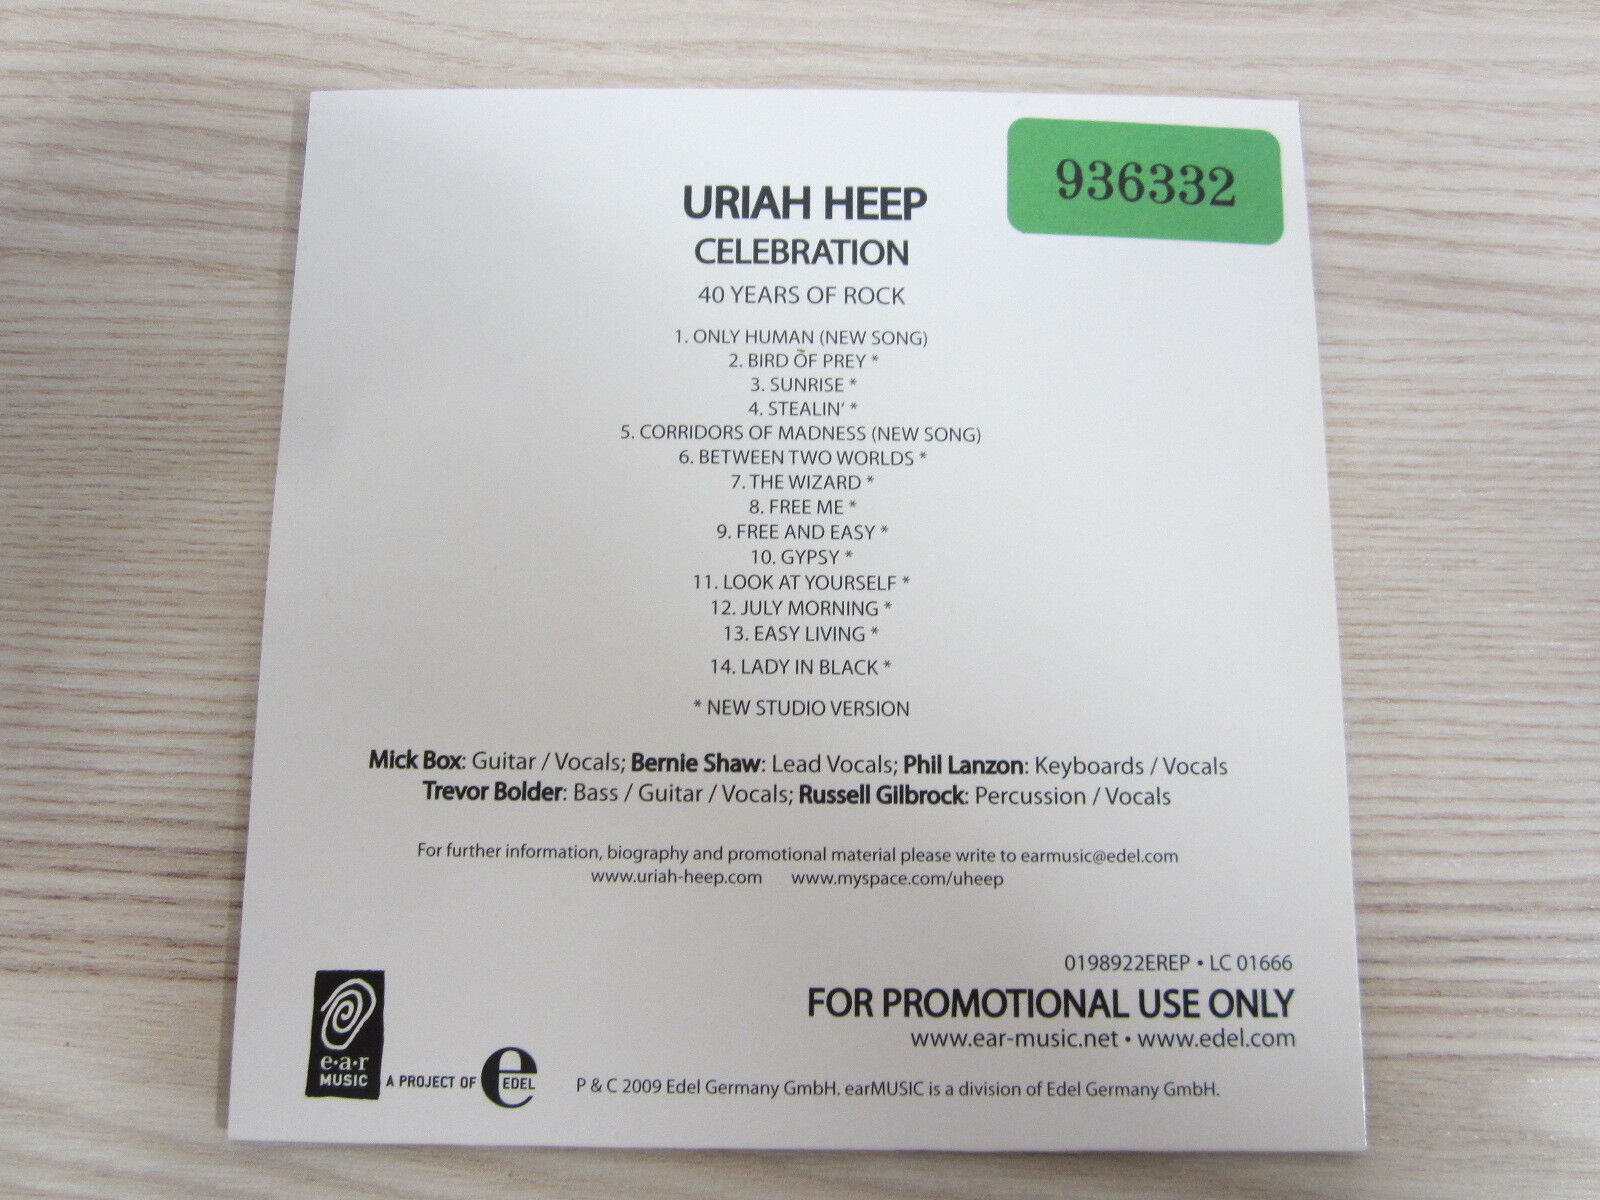 936332
URIAH HEEP
CELEBRATION
40 YEARS OF ROCK
1. ONLY HUMAN (NEW SONG)
2. BIRD OF PREY *
3. SUNRISE *
4. STEALIN‘ *
5. CORRIDORS OF MADNESS (NEW SONG)
6. BETWEEN TWO WORLDS *
7. THE WIZARD *
8. FREE ME *
9. FREE AND EASY *
10. GYPSY *
11. LOOK AT YOURSELF *
12. JULY MORNING *
13. EASY LIVING *
14. LADY IN BLACK *
* NEW STUDIO VERSION
Mick Box: Guitar / Vocals; Bernie Shaw: Lead Vocals; Phil Lanzon: Keyboards / Vocals
Trevor Bolder: Bass / Guitar / Vocals; Russell Gilbrock: Percussion / Vocals
For further information, biography and promotional material please write to earmusic@edel.com
www.uriah-heep.com www.myspace.com/uheep
0198922EREP • LC 01666
FOR PROMOTIONAL USE ONLY
www.ear-music.net • www.edel.com
e·a·r
MUSIC
A PROJECT OF
e EDEL
P & C 2009 Edel Germany GmbH. earMUSIC is a division of Edel Germany GmbH.